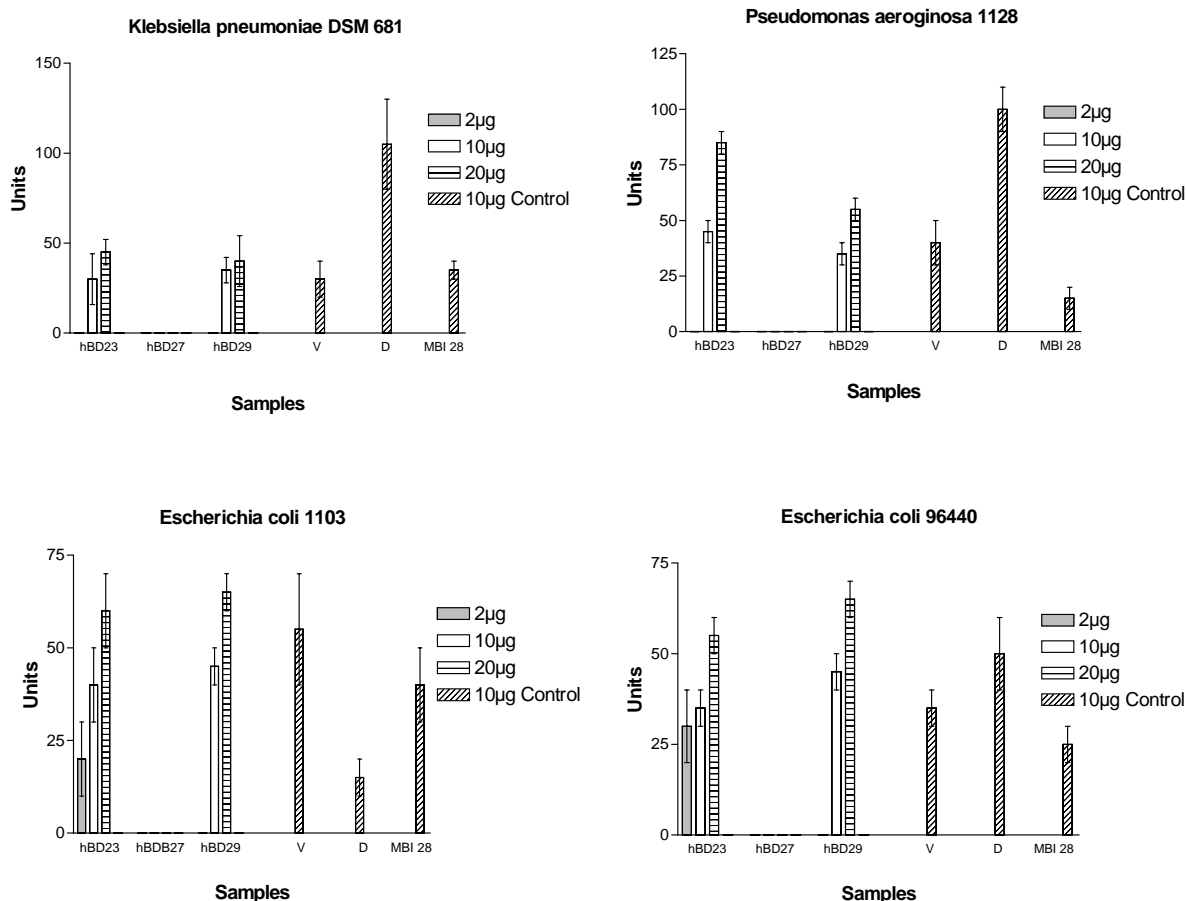 Klebsiella pneumoniae DSM 681
150
100
50
0
Units
2µg
10µg
20µg
10µg Control
hBD23 hBD27 hBD29 V D MBI 28
Samples
Pseudomonas aeroginosa 1128
125
100
75
50
25
0
Units
2µg
10µg
20µg
10µg Control
hBD23 hBD27 hBD29 V D MBI 28
Samples
Escherichia coli 1103
75
50
25
0
Units
2µg
10µg
20µg
10µg Control
hBD23 hBDB27 hBD29 V D MBI 28
Samples
Escherichia coli 96440
75
50
25
0
Units
2µg
10µg
20µg
10µg Control
hBD23 hBD27 hBD29 V D MBI 28
Samples